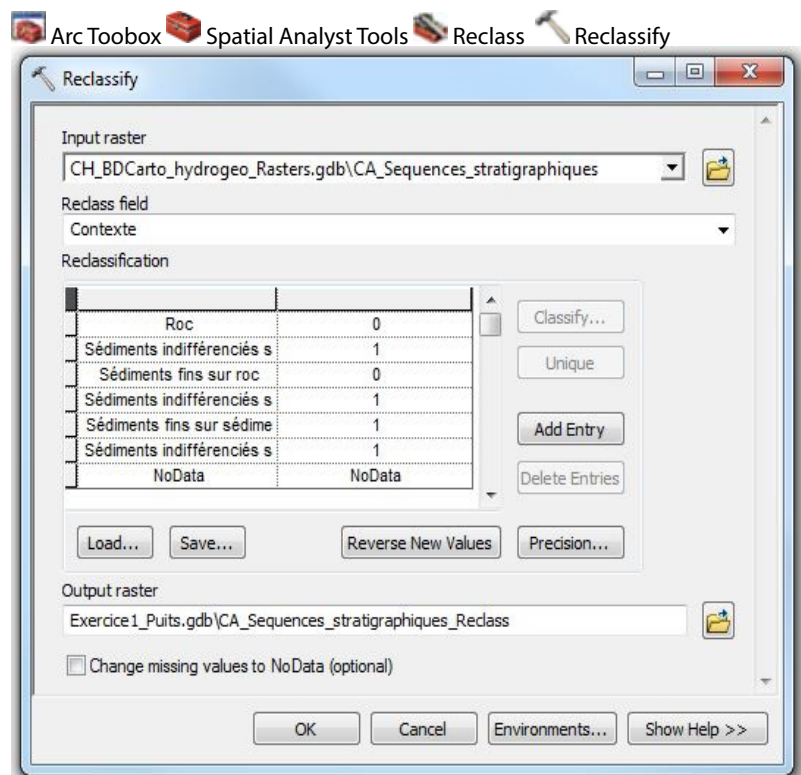 Arc Toobox Spatial Analyst Tools Reclass Reclassify
Reclassify
Input raster
CH_BDCarto_hydrogeo_Rasters.gdb\CA_Sequences_stratigraphiques
Reclass field
Contexte
Reclassification
Roc 0
Sédiments indifférenciés s 1
Sédiments fins sur roc 0
Sédiments indifférenciés s 1
Sédiments fins sur sédime 1
Sédiments indifférenciés s 1
NoData NoData
Classify...
Unique
Add Entry
Delete Entries
Load... Save... Reverse New Values Precision...
Output raster
Exercice1_Puits.gdb\CA_Sequences_stratigraphiques_Reclass
Change missing values to NoData (optional)
OK Cancel Environments... Show Help >>